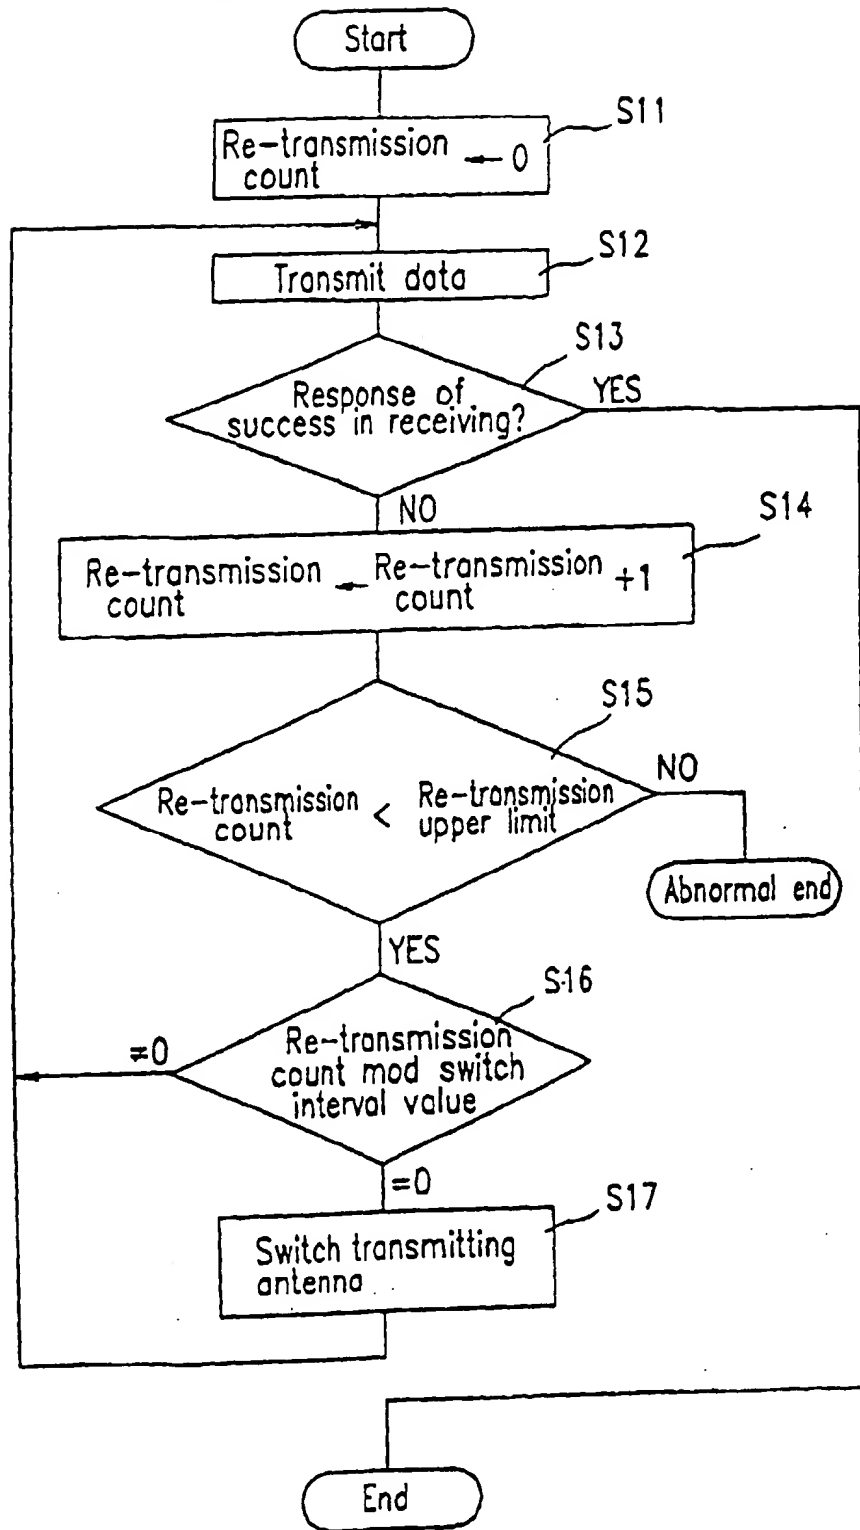 Start
S11
Re-transmission
count ← 0
S12
Transmit data
S13
Response of
success in receiving?
YES
NO
S14
Re-transmission
count
←
Re-transmission
count
+1
S15
Re-transmission
count
<
Re-transmission
upper limit
NO
Abnormal end
YES
S16
≠0
Re-transmission
count mod switch
interval value
=0
S17
Switch transmitting
antenna
End